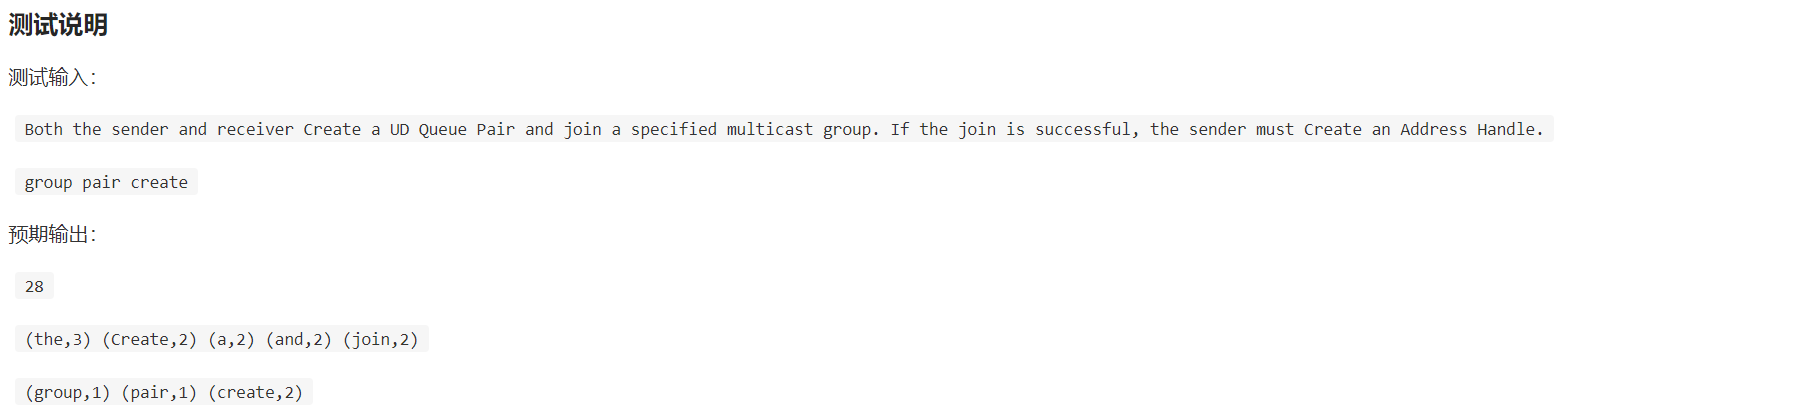 测试说明
测试输入：
Both the sender and receiver Create a UD Queue Pair and join a specified multicast group. If the join is successful, the sender must Create an Address Handle.
group pair create
预期输出：
28
(the,3) (Create,2) (a,2) (and,2) (join,2)
(group,1) (pair,1) (create,2)